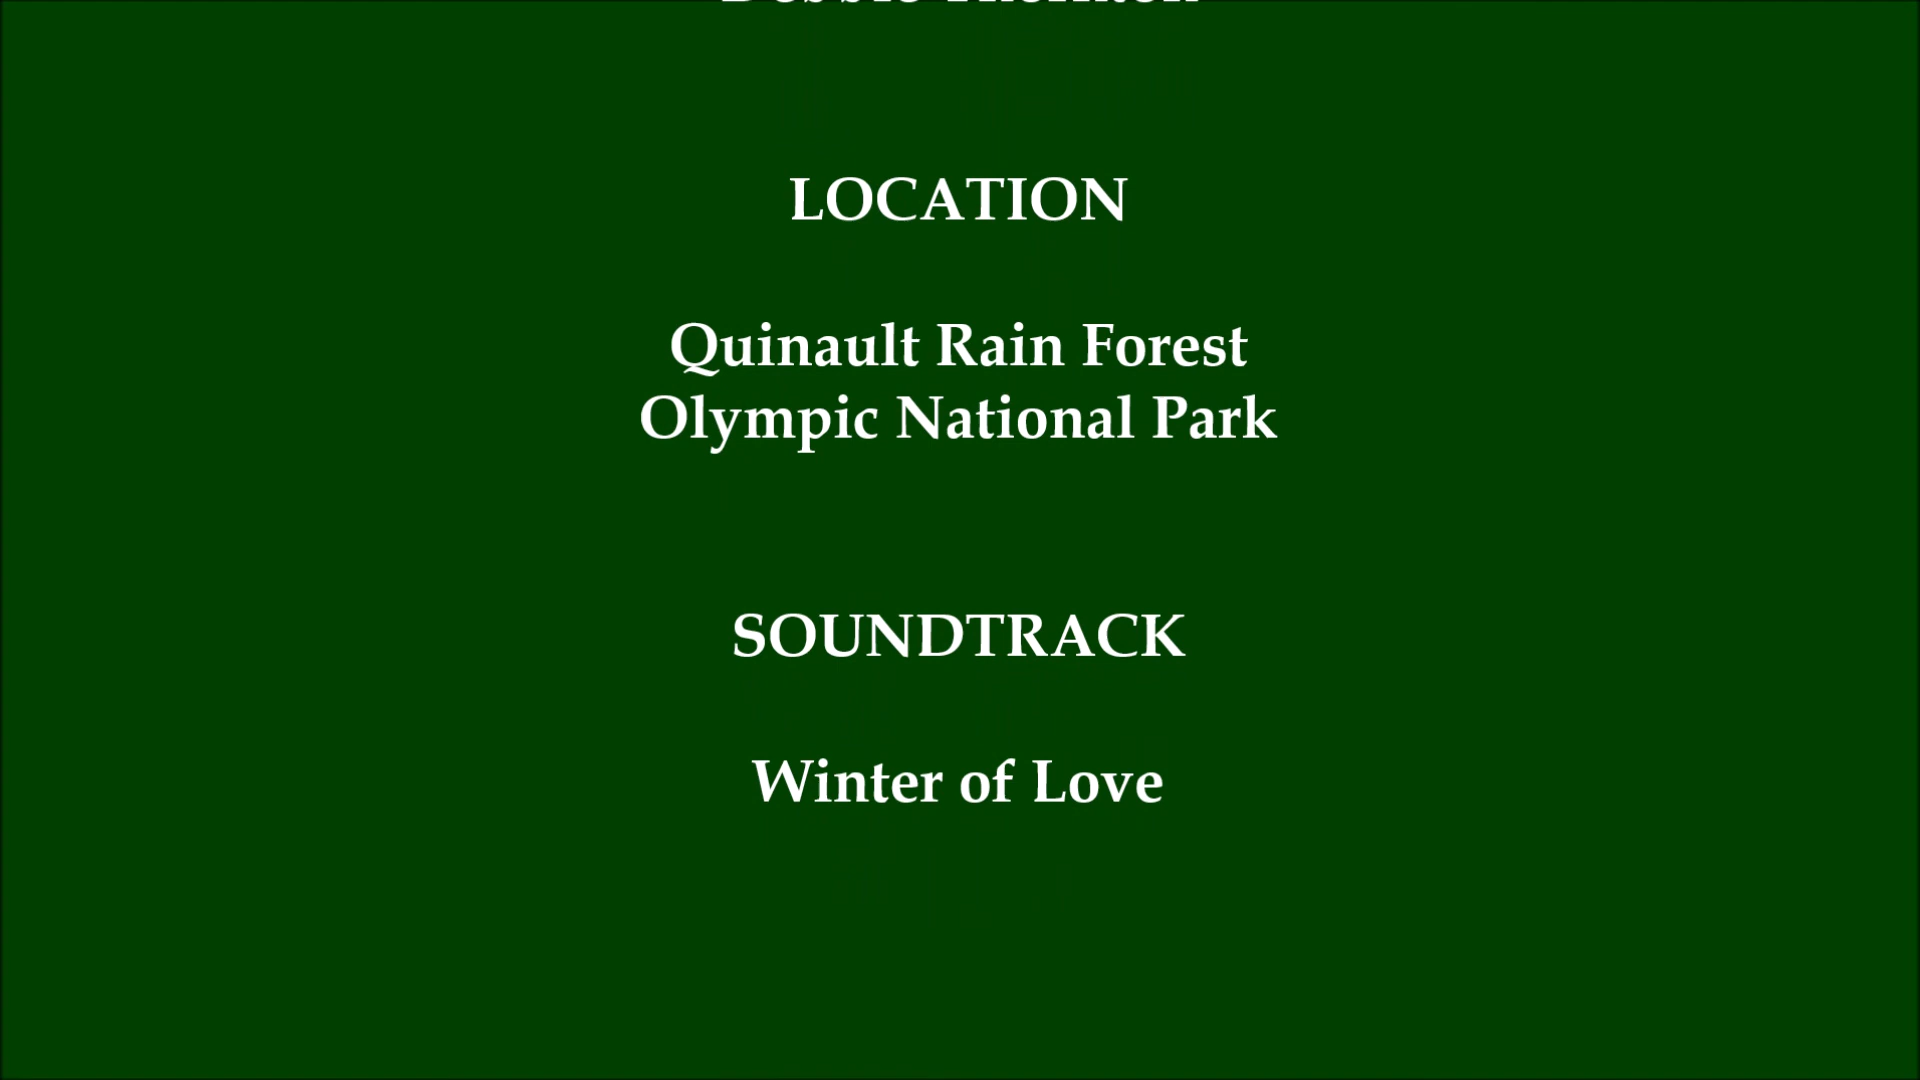 LOCATION
Quinault Rain Forest
Olympic National Park
SOUNDTRACK
Winter of Love